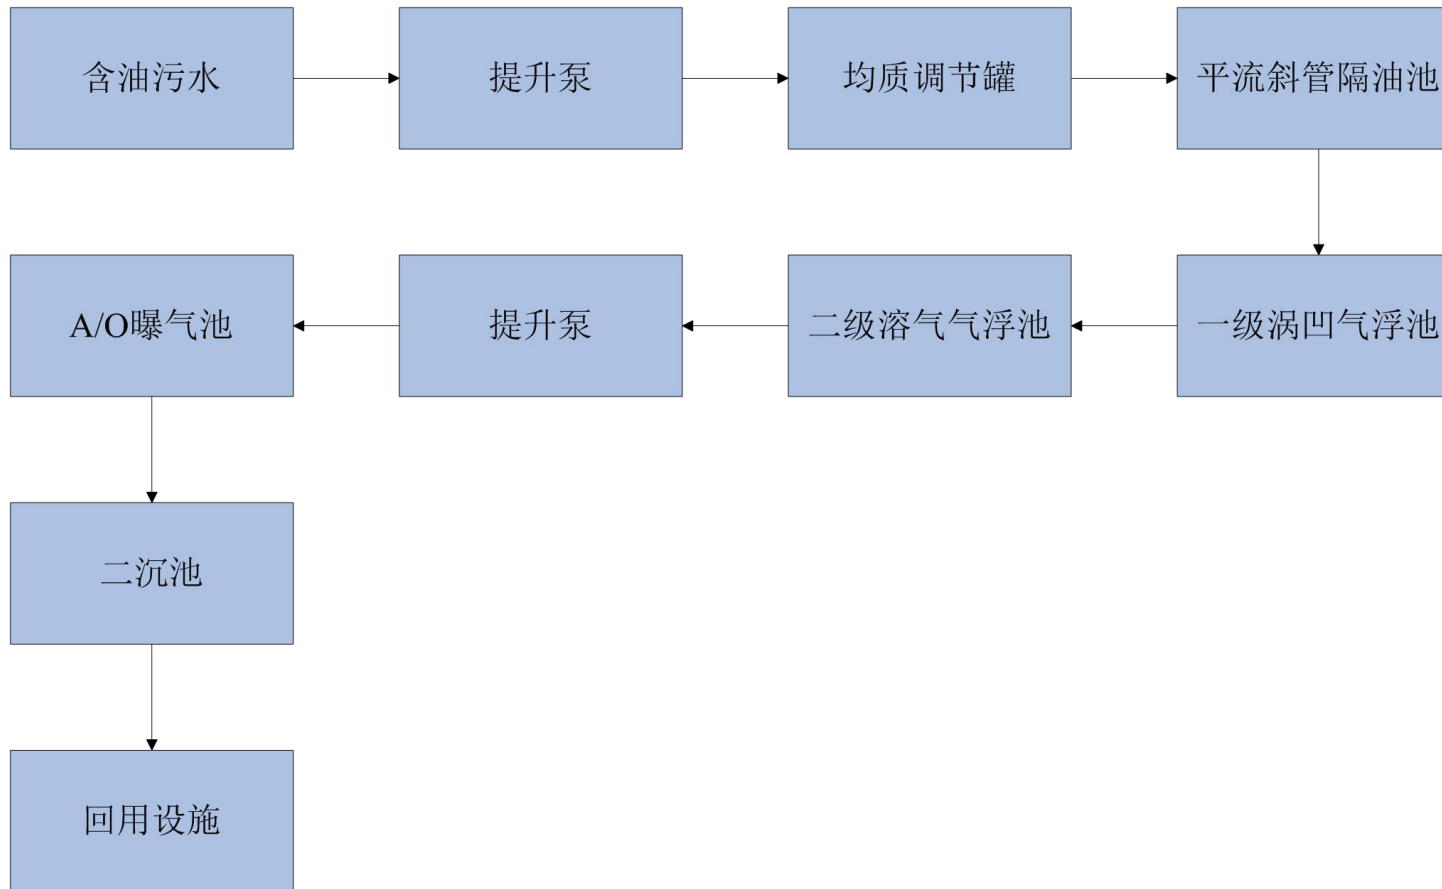 含油污水
提升泵
均质调节罐
平流斜管隔油池
A/O曝气池
提升泵
二级溶气气浮池
一级涡凹气浮池
二沉池
回用设施